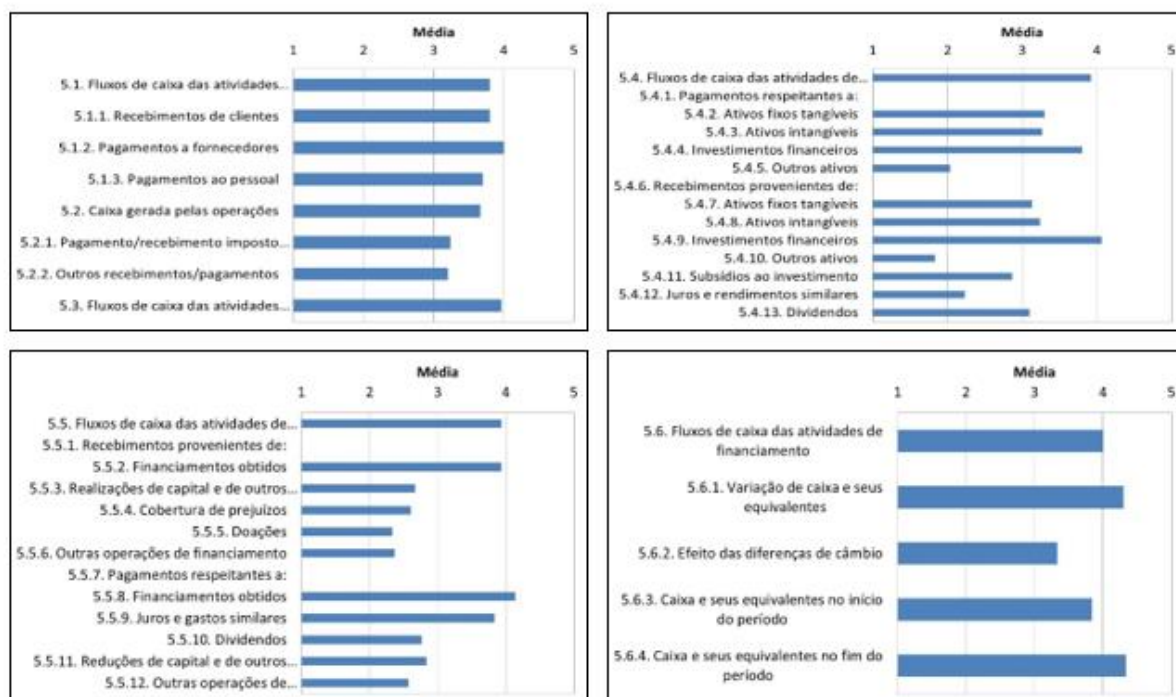 Média
1 2 3 4 5
5.1. Fluxos de caixa das atividades...
5.1.1. Recebimentos de clientes
5.1.2. Pagamentos a fornecedores
5.1.3. Pagamentos ao pessoal
5.2. Caixa gerada pelas operações
5.2.1. Pagamento/recebimento imposto...
5.2.2. Outros recebimentos/pagamentos
5.3. Fluxos de caixa das atividades...
Média
1 2 3 4 5
5.4. Fluxos de caixa das atividades de...
5.4.1. Pagamentos respeitantes a:
5.4.2. Ativos fixos tangíveis
5.4.3. Ativos intangíveis
5.4.4. Investimentos financeiros
5.4.5. Outros ativos
5.4.6. Recebimentos provenientes de:
5.4.7. Ativos fixos tangíveis
5.4.8. Ativos intangíveis
5.4.9. Investimentos financeiros
5.4.10. Outros ativos
5.4.11. Subsídios ao investimento
5.4.12. Juros e rendimentos similares
5.4.13. Dividendos
Média
1 2 3 4 5
5.5. Fluxos de caixa das atividades de...
5.5.1. Recebimentos provenientes de:
5.5.2. Financiamentos obtidos
5.5.3. Realizações de capital e de outros...
5.5.4. Cobertura de prejuízos
5.5.5. Doações
5.5.6. Outras operações de financiamento
5.5.7. Pagamentos respeitantes a:
5.5.8. Financiamentos obtidos
5.5.9. Juros e gastos similares
5.5.10. Dividendos
5.5.11. Reduções de capital e de outros...
5.5.12. Outras operações de...
Média
1 2 3 4 5
5.6. Fluxos de caixa das atividades de
financiamento
5.6.1. Variação de caixa e seus
equivalentes
5.6.2. Efeito das diferenças de câmbio
5.6.3. Caixa e seus equivalentes no início
do período
5.6.4. Caixa e seus equivalentes no fim do
período